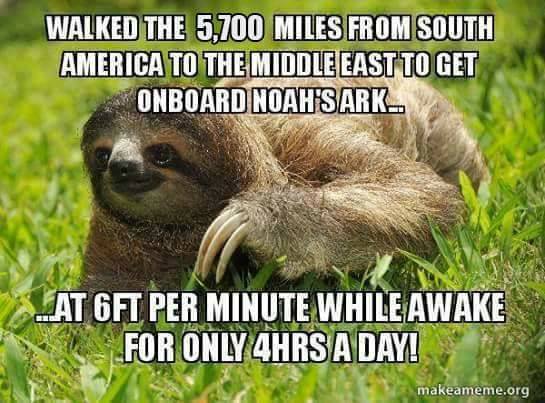 WALKED THE 5,700 MILES FROM SOUTH
AMERICA TO THE MIDDLE EAST TO GET
ONBOARD NOAH'S ARK...
...AT 6FT PER MINUTE WHILE AWAKE
FOR ONLY 4HRS A DAY!
makeameme.org